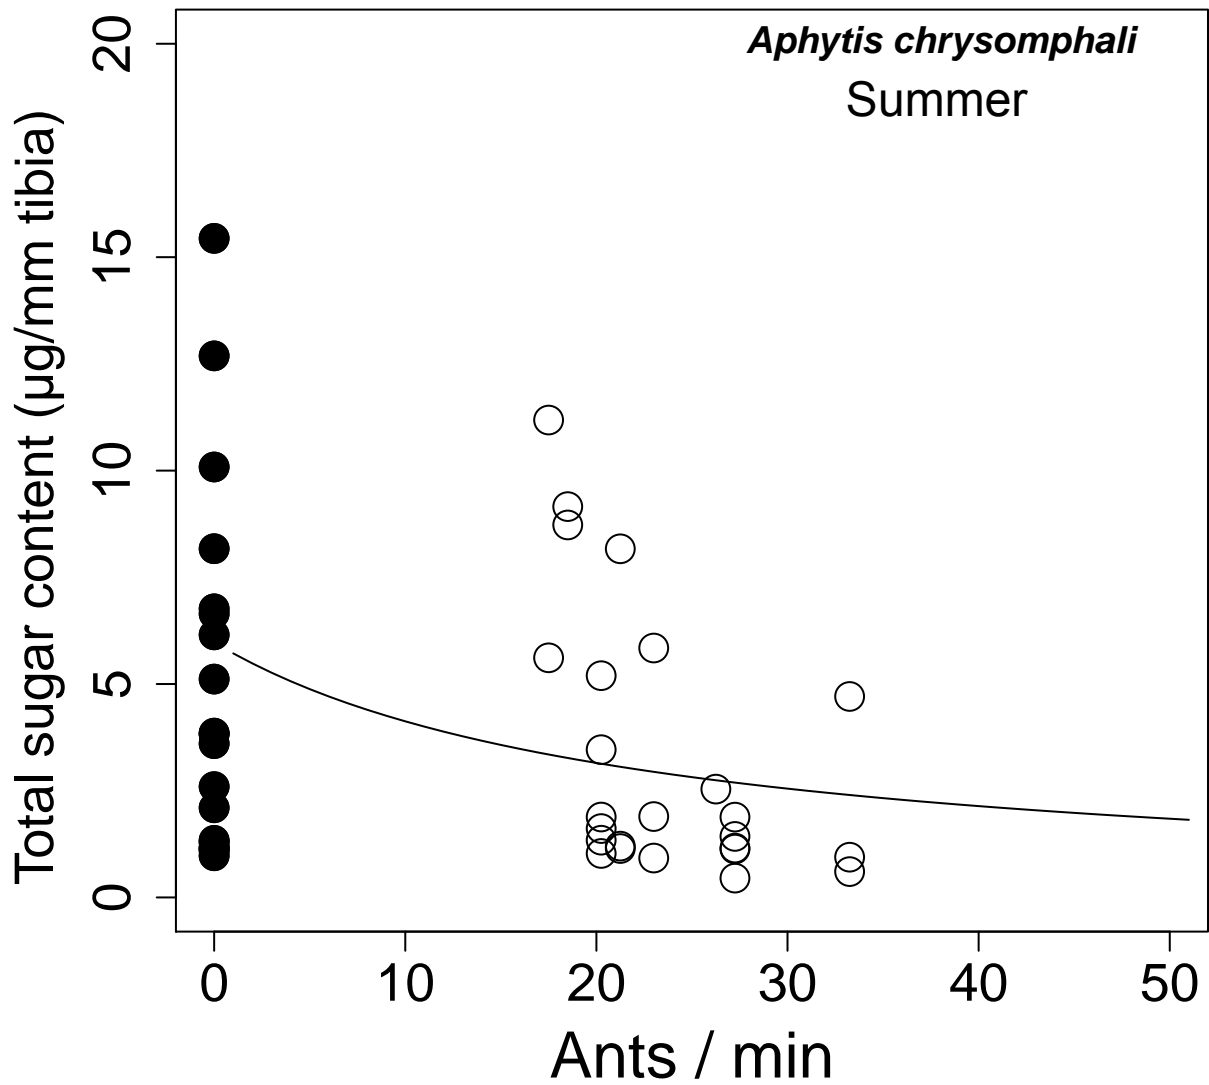 Aphytis chrysomphali
Summer
Total sugar content (µg/mm tibia)
20
15
10
5
0
0 10 20 30 40 50
Ants / min